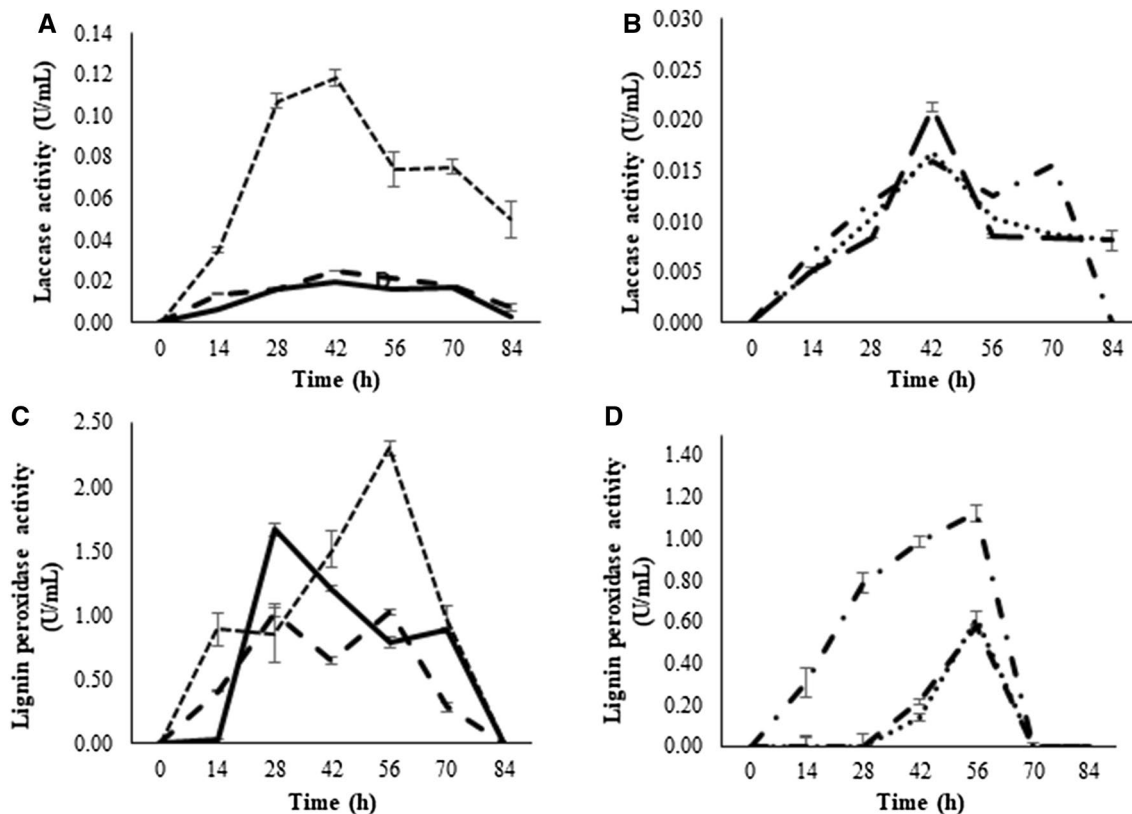 A
Laccase activity (U/mL)
0.14
0.12
0.10
0.08
0.06
0.04
0.02
0.00
0 14 28 42 56 70 84
Time (h)
B
Laccase activity (U/mL)
0.030
0.025
0.020
0.015
0.010
0.005
0.000
0 14 28 42 56 70 84
Time (h)
C
Lignin peroxidase activity
(U/mL)
2.50
2.00
1.50
1.00
0.50
0.00
0 14 28 42 56 70 84
Time (h)
D
Lignin peroxidase activity
(U/mL)
1.40
1.20
1.00
0.80
0.60
0.40
0.20
0.00
0 14 28 42 56 70 84
Time (h)